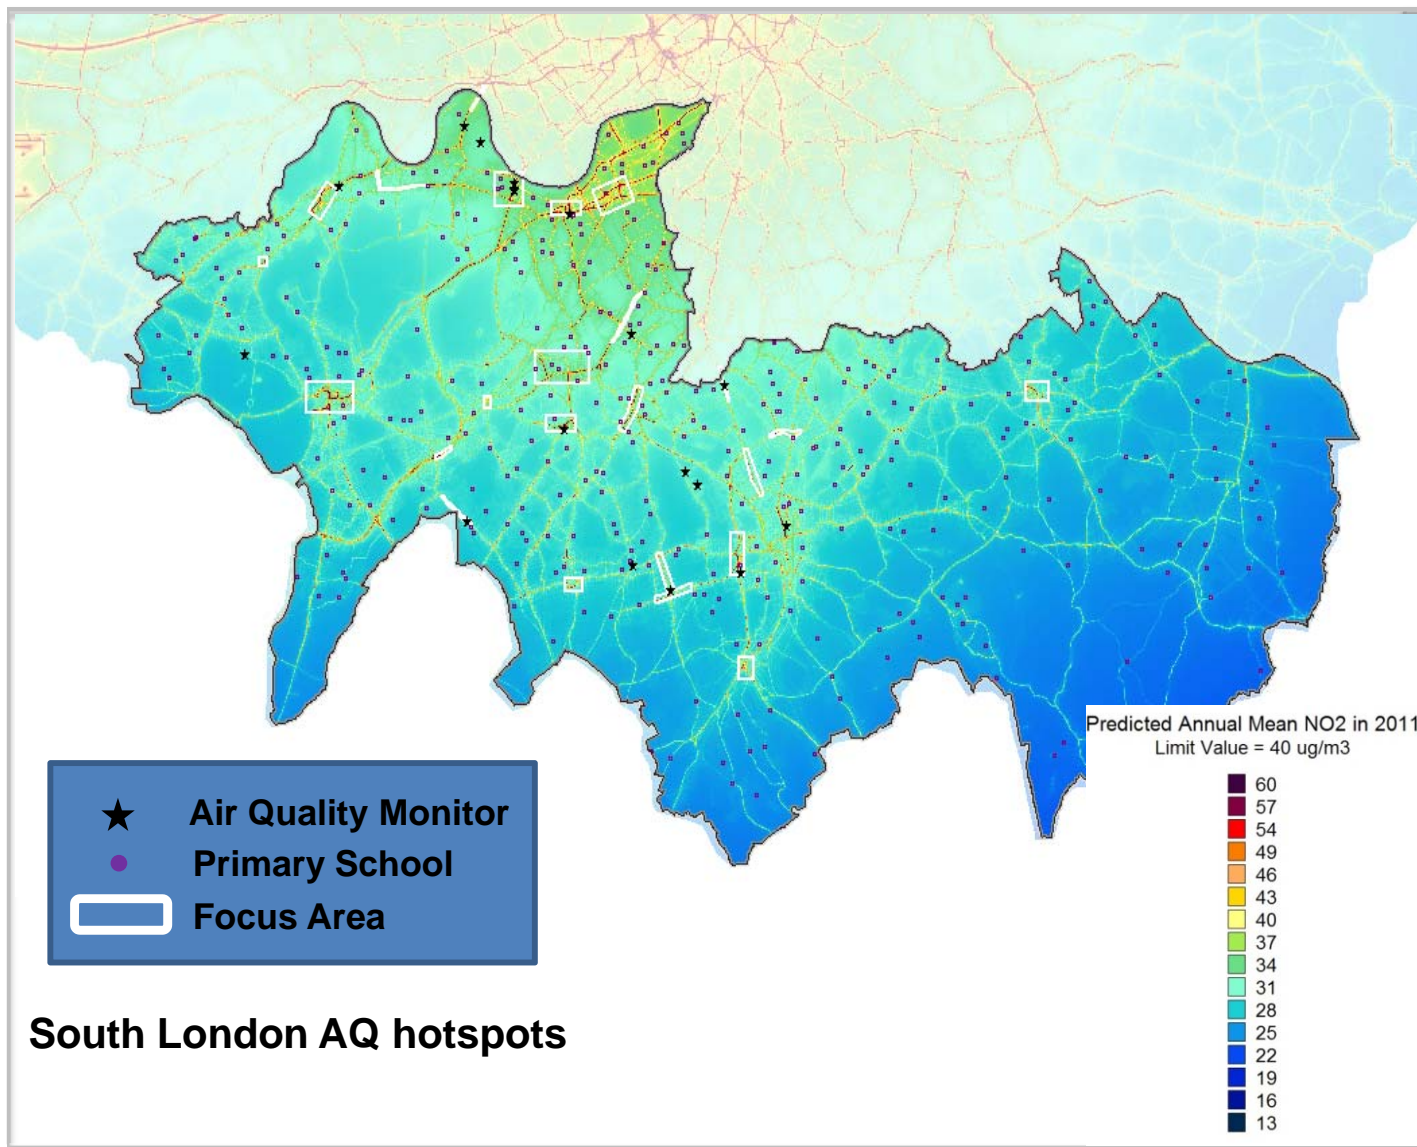 Air Quality Monitor
Primary School
Focus Area
South London AQ hotspots
Predicted Annual Mean NO2 in 2011
Limit Value = 40 ug/m3
60
57
54
49
46
43
40
37
34
31
28
25
22
19
16
13